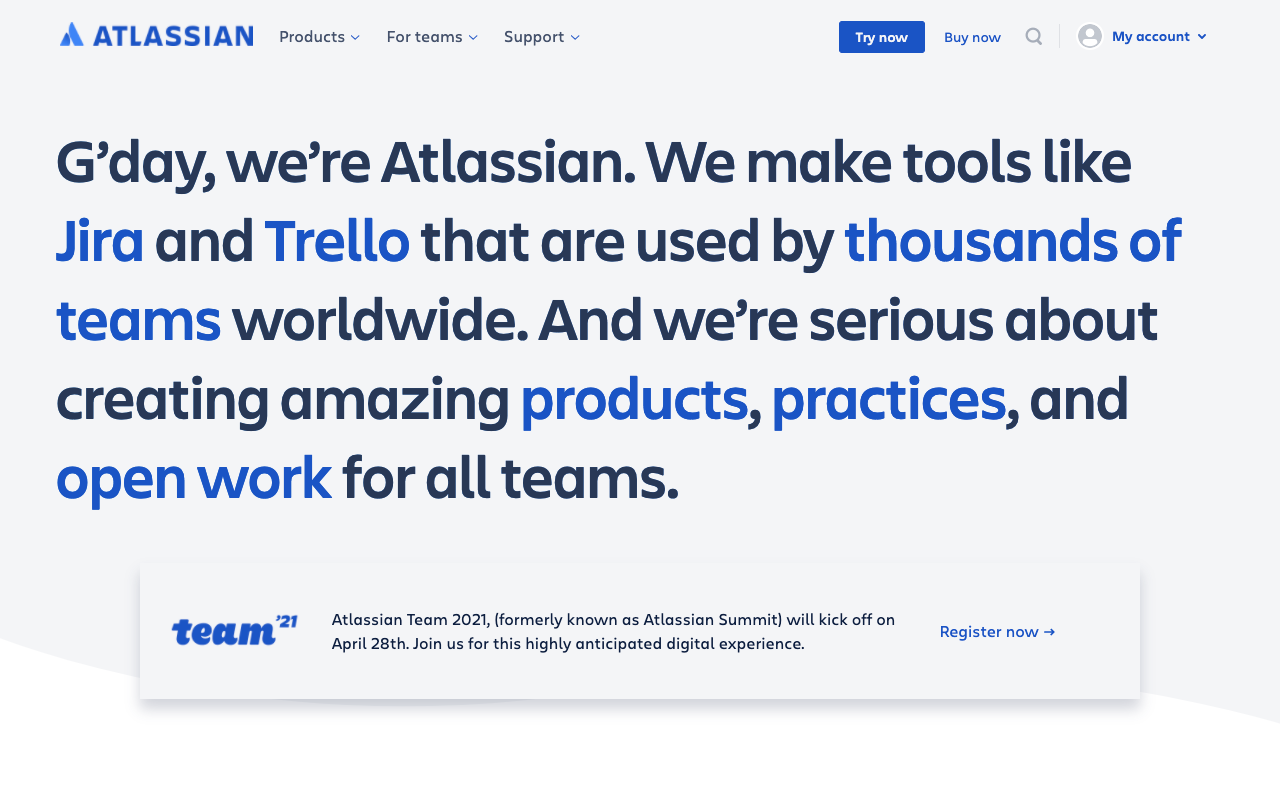 ATLASSIAN Products For teams Support Try now Buy now My account
G’day, we’re Atlassian. We make tools like
Jira and Trello that are used by thousands of
teams worldwide. And we’re serious about
creating amazing products, practices, and
open work for all teams.
team’21
Atlassian Team 2021, (formerly known as Atlassian Summit) will kick off on
April 28th. Join us for this highly anticipated digital experience.
Register now →